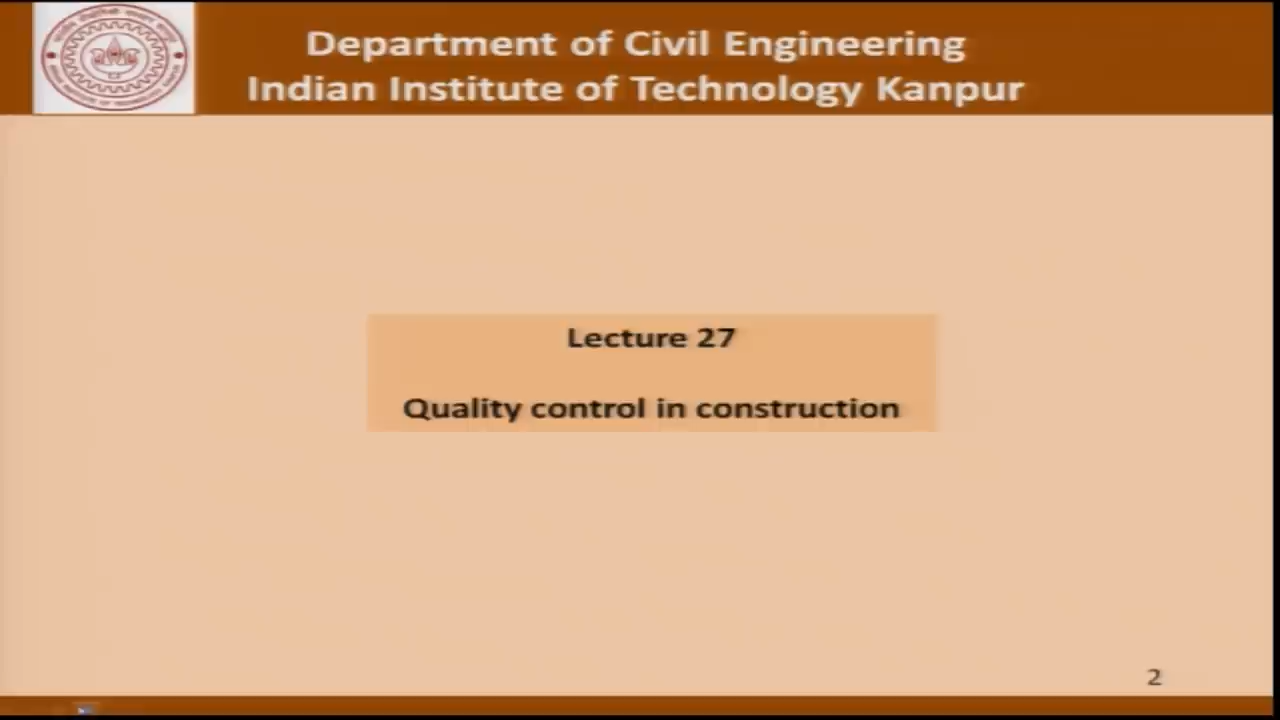 Department of Civil Engineering
Indian Institute of Technology Kanpur
Lecture 27
Quality control in construction
2